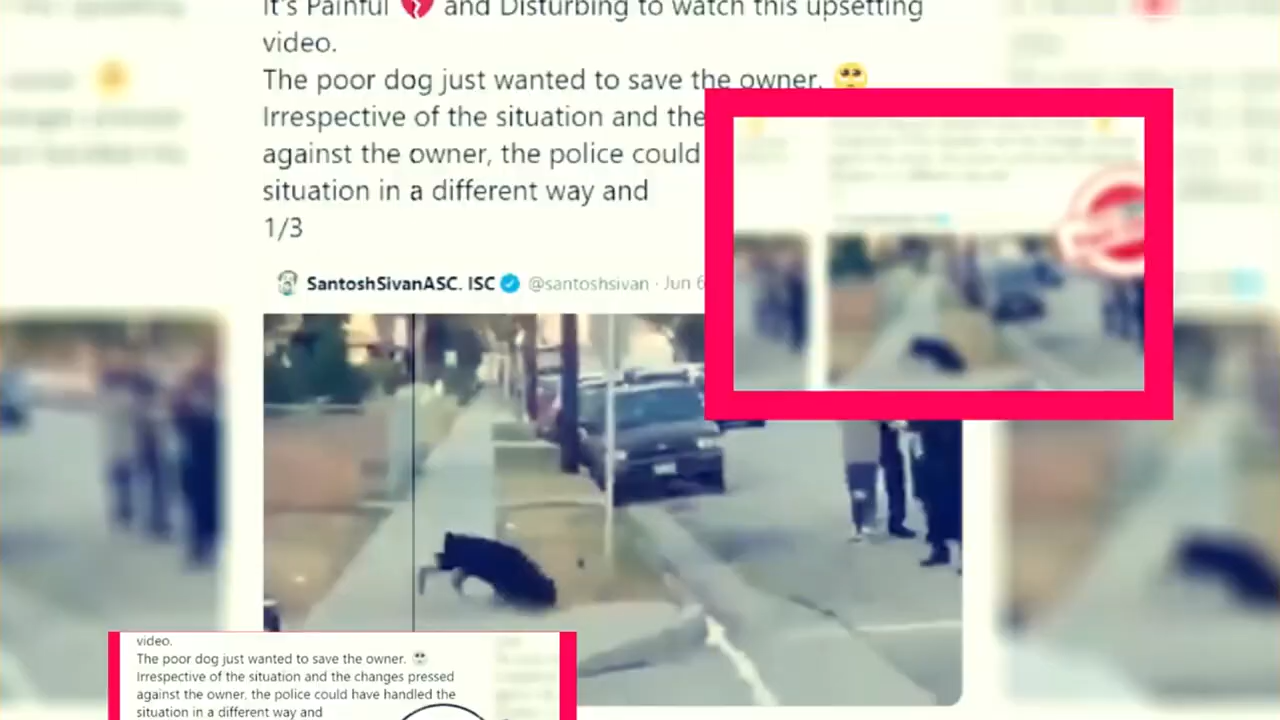 It's Painful 💔 and Disturbing to watch this upsetting
video.
The poor dog just wanted to save the owner. 🥺
Irrespective of the situation and the
against the owner, the police could
situation in a different way and
1/3
SantoshSivanASC. ISC @santoshsivan · Jun 6
video.
The poor dog just wanted to save the owner. 🥺
Irrespective of the situation and the changes pressed
against the owner, the police could have handled the
situation in a different way and